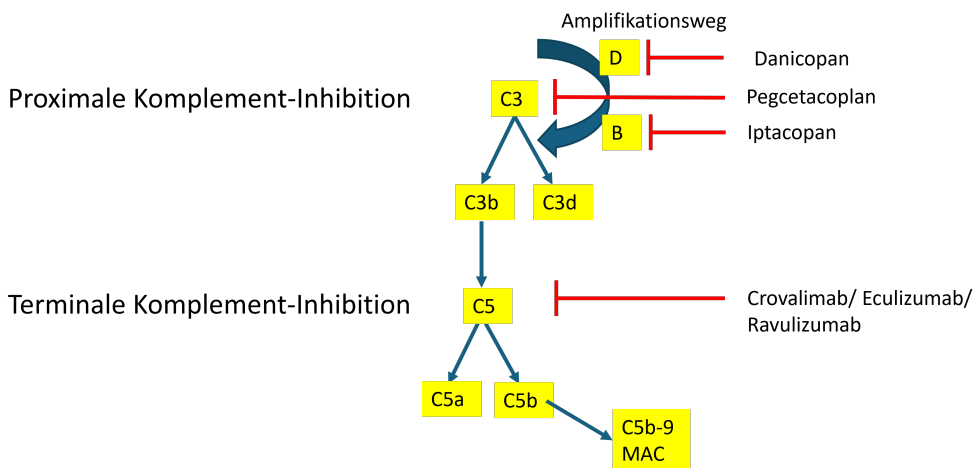 Amplifikationsweg
D
Danicopan
Proximale Komplement-Inhibition
C3
Pegcetacoplan
B
Iptacopan
C3b
C3d
Terminale Komplement-Inhibition
C5
Crovalimab/ Eculizumab/
Ravulizumab
C5a
C5b
C5b-9
MAC